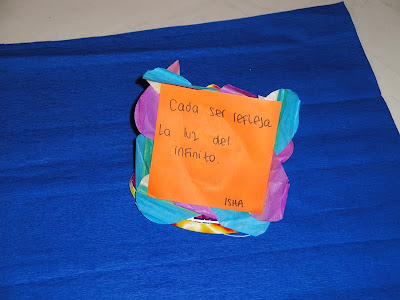 Cada ser refleja
La luz del
infinito.
ISHA